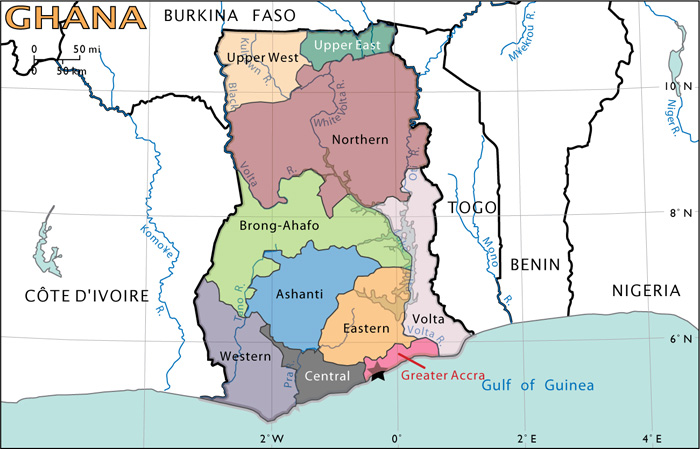 GHANA
BURKINA FASO
0 50 mi
0 50 km
Upper West
Upper East
Kulpawn R.
Black
Mekrou R.
10° N
Niger R.
White Volta R.
Northern
Volta
R.
Oti
8° N
TOGO
Brong-Ahafo
Komoye
R.
Mono
R.
BENIN
NIGERIA
CÔTE D'IVOIRE
Tano R.
Ashanti
Eastern
Volta
Volta R.
6° N
Western
Pra R.
Central
Greater Accra
Gulf of Guinea
2° W
0°
2° E
4° E